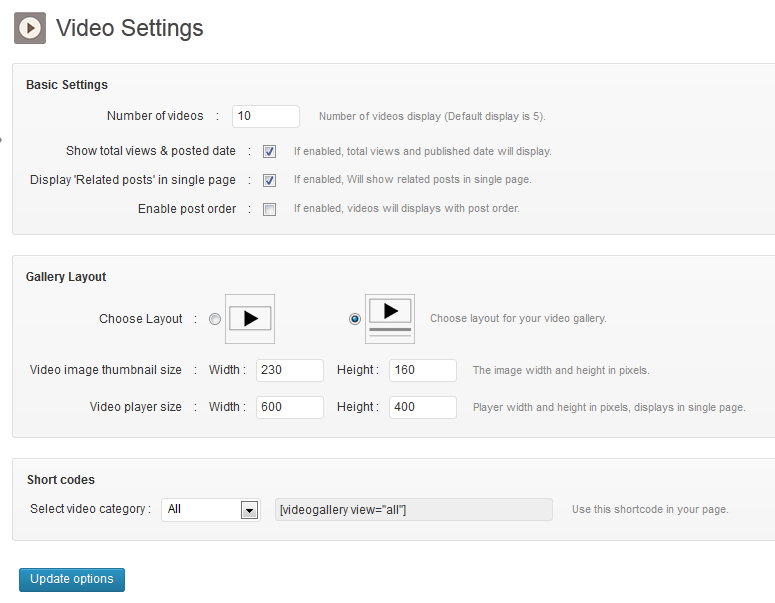 Video Settings
Basic Settings
Number of videos : 10 Number of videos display (Default display is 5).
Show total views & posted date : If enabled, total views and published date will display.
Display 'Related posts' in single page : If enabled, Will show related posts in single page.
Enable post order : If enabled, videos will displays with post order.
Gallery Layout
Choose Layout : Choose layout for your video gallery.
Video image thumbnail size : Width : 230 Height : 160 The image width and height in pixels.
Video player size : Width : 600 Height : 400 Player width and height in pixels, displays in single page.
Short codes
Select video category : All [videogallery view="all"] Use this shortcode in your page.
Update options